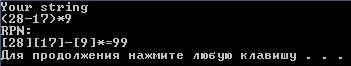 Your string
(28-17)*9
RPN:
[28][17]-[9]*=99
Для продолжения нажмите любую клавишу . . .